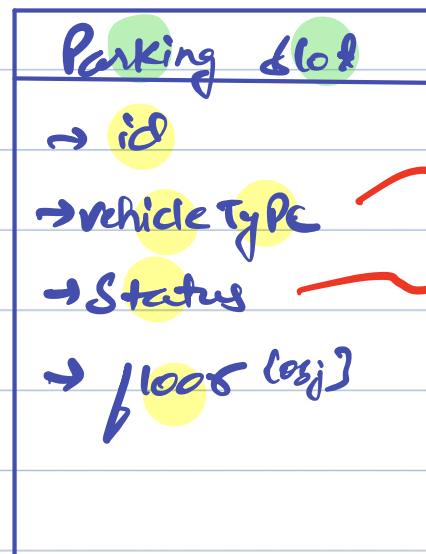 Parking slot
→ id
→ vehicle Type
→ Status
→ floor [obj]